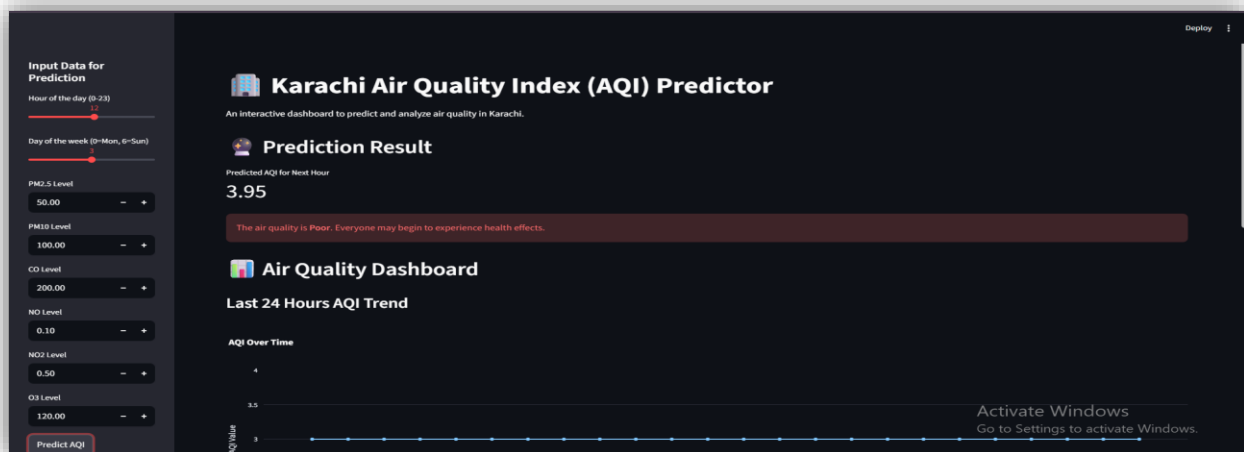 Deploy
Input Data for
Prediction
Hour of the day (0-23)
12
Day of the week (0=Mon, 6=Sun)
3
PM2.5 Level
50.00 − +
PM10 Level
100.00 − +
CO Level
200.00 − +
NO Level
0.10 − +
NO2 Level
0.50 − +
O3 Level
120.00 − +
Predict AQI
Karachi Air Quality Index (AQI) Predictor
An interactive dashboard to predict and analyze air quality in Karachi.
Prediction Result
Predicted AQI for Next Hour
3.95
The air quality is Poor. Everyone may begin to experience health effects.
Air Quality Dashboard
Last 24 Hours AQI Trend
AQI Over Time
4
3.5
3
AQI Value
Activate Windows
Go to Settings to activate Windows.